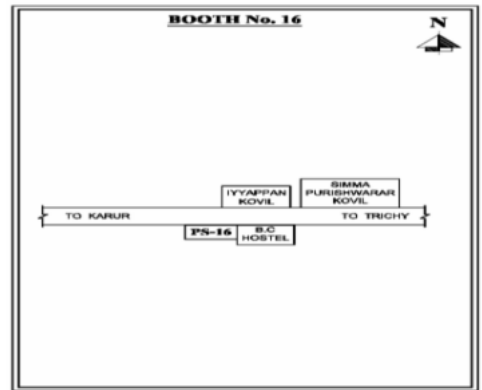 BOOTH No. 16
N
IYYAPPAN
KOVIL
SIMMA
PURISHWARAR
KOVIL
TO KARUR
TO TRICHY
PS-16
B.C
HOSTEL